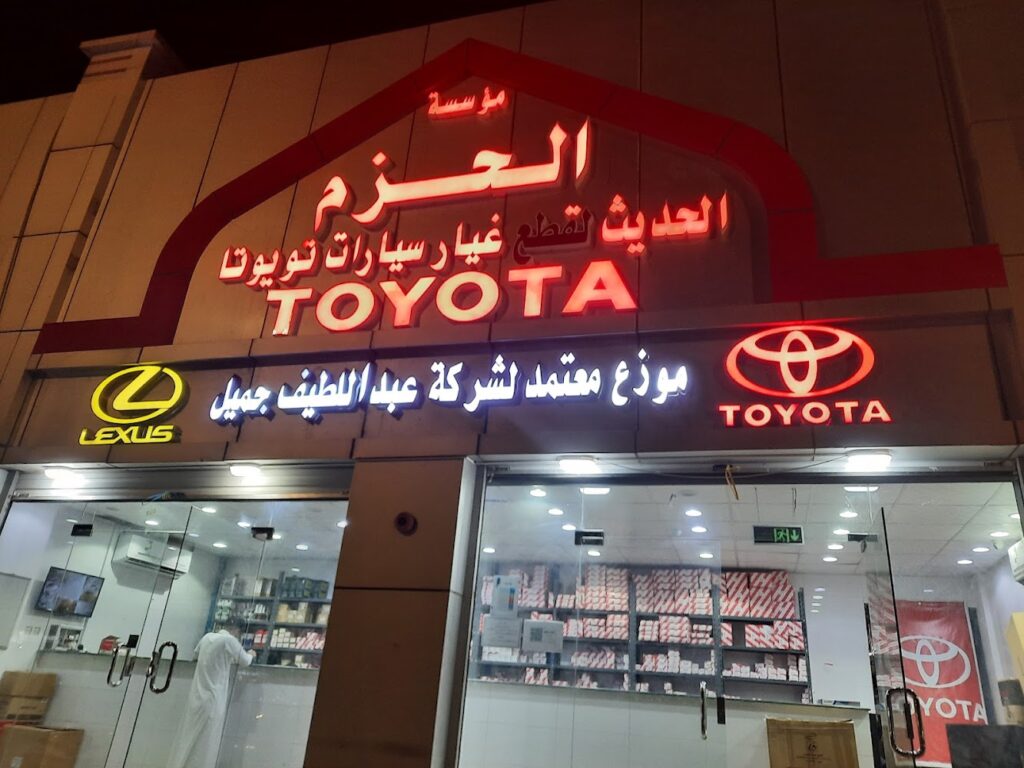 مؤسسة
الحزم
الحديث لقطع غيار سيارات تويوتا
TOYOTA
موزع معتمد لشركة عبداللطيف جميل
LEXUS
TOYOTA
TOYOTA